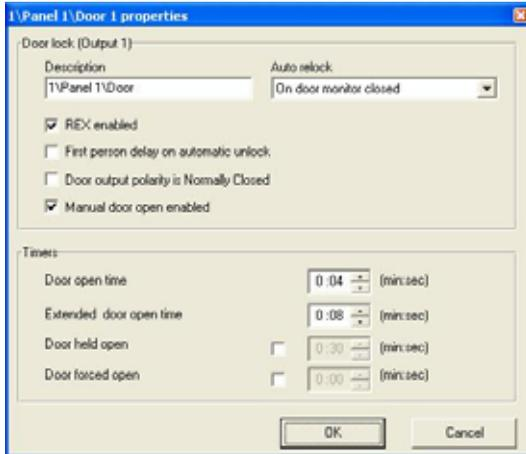 1\Panel 1\Door 1 properties
Door lock (Output 1)
Description
Auto relock
1\Panel 1\Door
On door monitor closed
REX enabled
First person delay on automatic unlock
Door output polarity is Normally Closed
Manual door open enabled
Timers
Door open time 0 :04 (min:sec)
Extended door open time 0 :08 (min:sec)
Door held open 0 :30 (min:sec)
Door forced open 0 :00 (min:sec)
OK Cancel